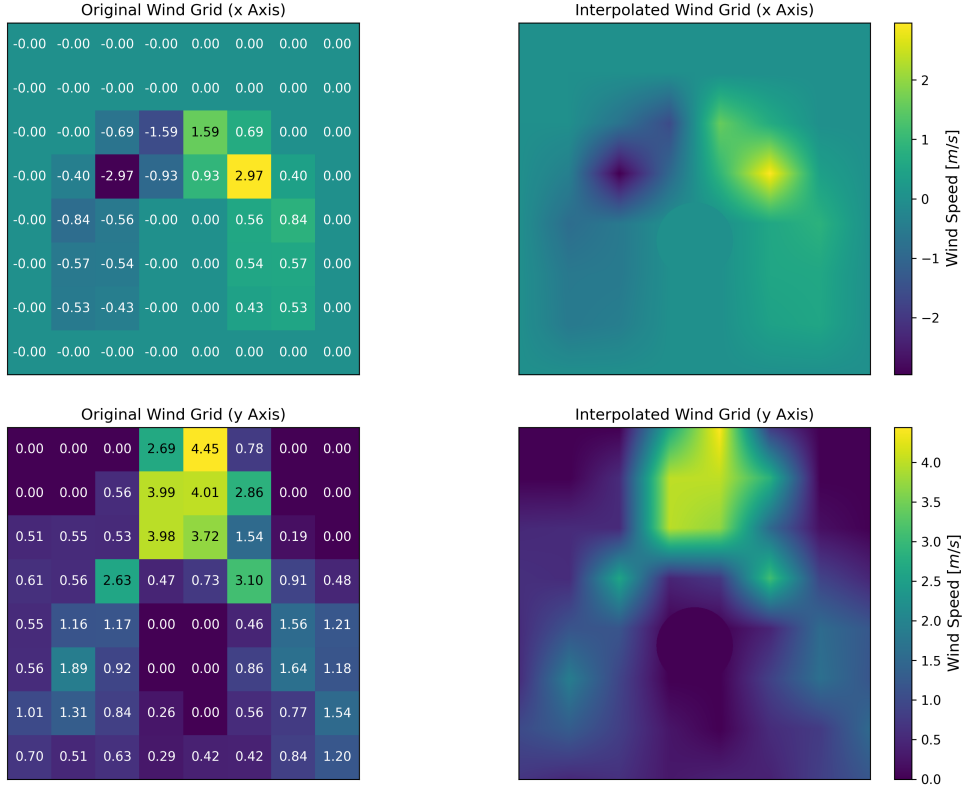 Original Wind Grid (x Axis)
-0.00 -0.00 -0.00 -0.00 0.00 0.00 0.00 0.00
-0.00 -0.00 -0.00 -0.00 0.00 0.00 0.00 0.00
-0.00 -0.00 -0.69 -1.59 1.59 0.69 0.00 0.00
-0.00 -0.40 -2.97 -0.93 0.93 2.97 0.40 0.00
-0.00 -0.84 -0.56 -0.00 0.00 0.56 0.84 0.00
-0.00 -0.57 -0.54 -0.00 0.00 0.54 0.57 0.00
-0.00 -0.53 -0.43 -0.00 0.00 0.43 0.53 0.00
-0.00 -0.00 -0.00 -0.00 0.00 0.00 0.00 0.00
Interpolated Wind Grid (x Axis)
2
1
0
−1
−2
Wind Speed [m/s]
Original Wind Grid (y Axis)
0.00 0.00 0.00 2.69 4.45 0.78 0.00 0.00
0.00 0.00 0.56 3.99 4.01 2.86 0.00 0.00
0.51 0.55 0.53 3.98 3.72 1.54 0.19 0.00
0.61 0.56 2.63 0.47 0.73 3.10 0.91 0.48
0.55 1.16 1.17 0.00 0.00 0.46 1.56 1.21
0.56 1.89 0.92 0.00 0.00 0.86 1.64 1.18
1.01 1.31 0.84 0.26 0.00 0.56 0.77 1.54
0.70 0.51 0.63 0.29 0.42 0.42 0.84 1.20
Interpolated Wind Grid (y Axis)
4.0
3.5
3.0
2.5
2.0
1.5
1.0
0.5
0.0
Wind Speed [m/s]